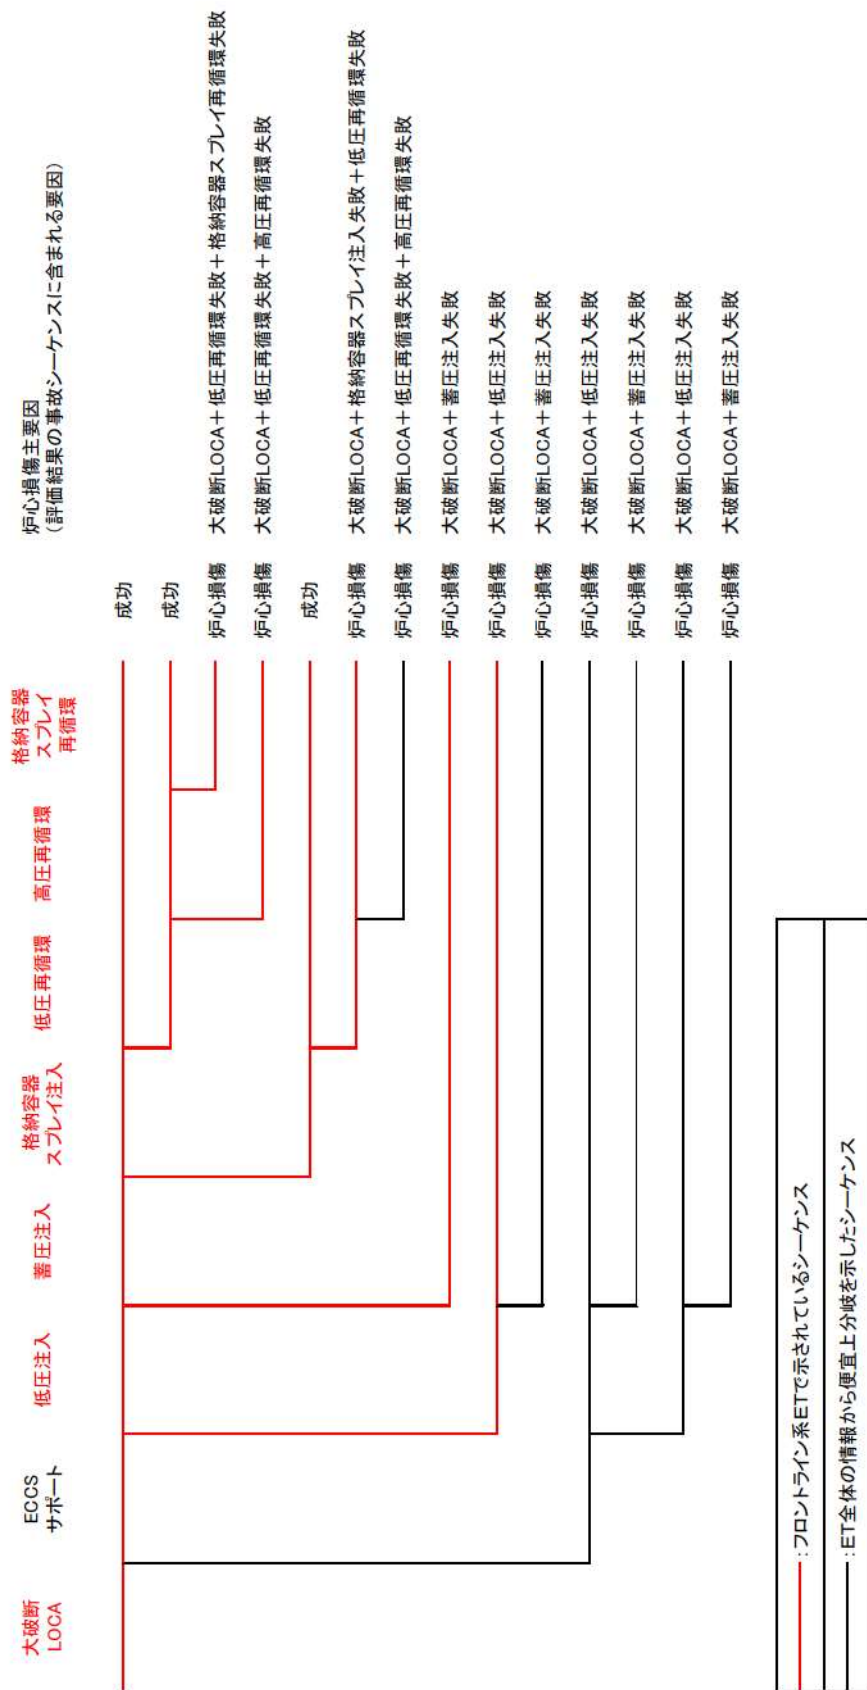 大破断
LOCA
ECCS
サポート
低圧注入
蓄圧注入
格納容器
スプレイ注入
低圧再循環
高圧再循環
格納容器
スプレイ
再循環
炉心損傷主要因
(評価結果の事故シーケンスに含まれる要因)
成功
成功
炉心損傷 大破断LOCA+低圧再循環失敗+格納容器スプレイ再循環失敗
炉心損傷 大破断LOCA+低圧再循環失敗+高圧再循環失敗
成功
炉心損傷 大破断LOCA+格納容器スプレイ注入失敗+低圧再循環失敗
炉心損傷 大破断LOCA+低圧再循環失敗+高圧再循環失敗
炉心損傷 大破断LOCA+蓄圧注入失敗
炉心損傷 大破断LOCA+低圧注入失敗
炉心損傷 大破断LOCA+蓄圧注入失敗
炉心損傷 大破断LOCA+低圧注入失敗
炉心損傷 大破断LOCA+蓄圧注入失敗
炉心損傷 大破断LOCA+低圧注入失敗
炉心損傷 大破断LOCA+蓄圧注入失敗
:フロントライン系ETで示されているシーケンス
:ET全体の情報から便宜上分岐を示したシーケンス